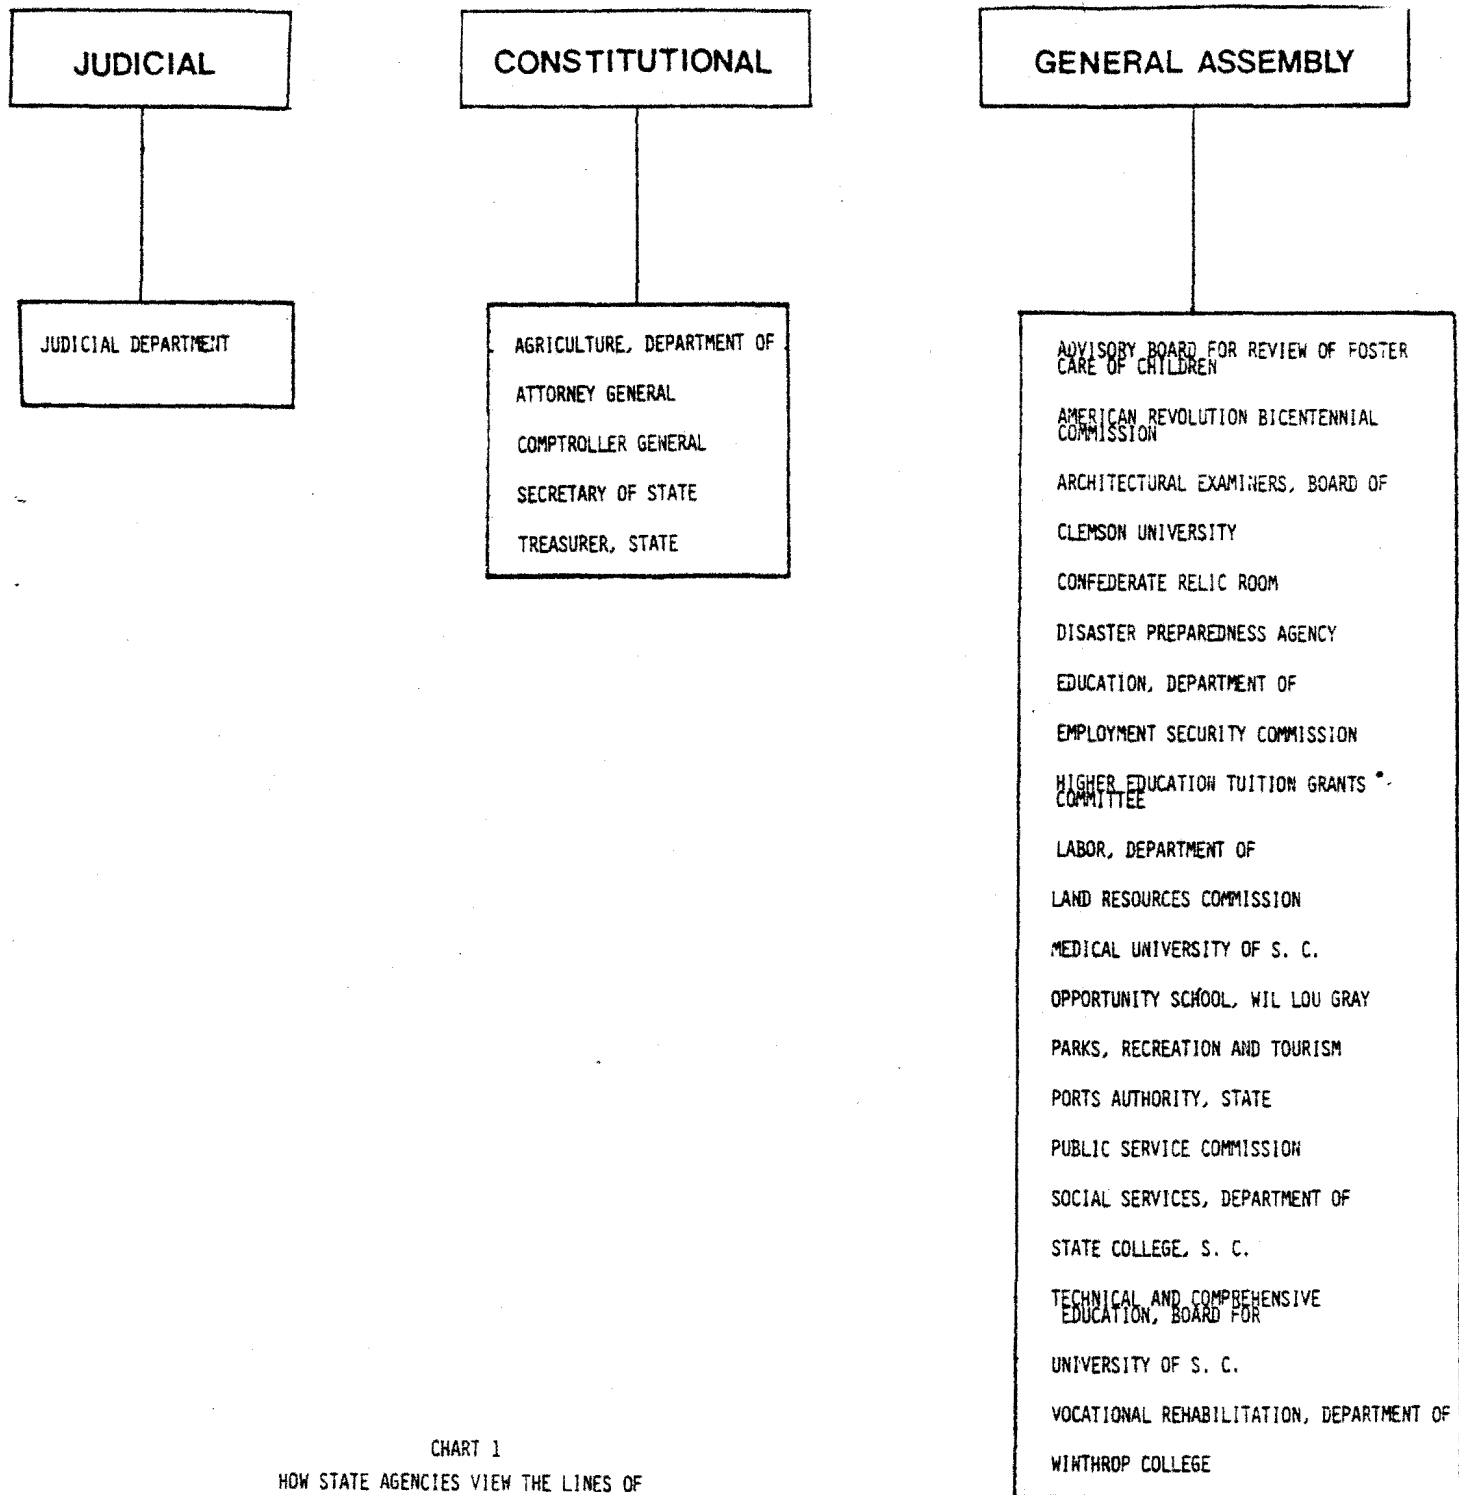 JUDICIAL
JUDICIAL DEPARTMENT
CONSTITUTIONAL
AGRICULTURE, DEPARTMENT OF
ATTORNEY GENERAL
COMPTROLLER GENERAL
SECRETARY OF STATE
TREASURER, STATE
GENERAL ASSEMBLY
ADVISORY BOARD FOR REVIEW OF FOSTER
CARE OF CHILDREN
AMERICAN REVOLUTION BICENTENNIAL
COMMISSION
ARCHITECTURAL EXAMINERS, BOARD OF
CLEMSON UNIVERSITY
CONFEDERATE RELIC ROOM
DISASTER PREPAREDNESS AGENCY
EDUCATION, DEPARTMENT OF
EMPLOYMENT SECURITY COMMISSION
HIGHER EDUCATION TUITION GRANTS
COMMITTEE
LABOR, DEPARTMENT OF
LAND RESOURCES COMMISSION
MEDICAL UNIVERSITY OF S. C.
OPPORTUNITY SCHOOL, WIL LOU GRAY
PARKS, RECREATION AND TOURISM
PORTS AUTHORITY, STATE
PUBLIC SERVICE COMMISSION
SOCIAL SERVICES, DEPARTMENT OF
STATE COLLEGE, S. C.
TECHNICAL AND COMPREHENSIVE
EDUCATION, BOARD FOR
UNIVERSITY OF S. C.
VOCATIONAL REHABILITATION, DEPARTMENT OF
WINTHROP COLLEGE
CHART 1
HOW STATE AGENCIES VIEW THE LINES OF